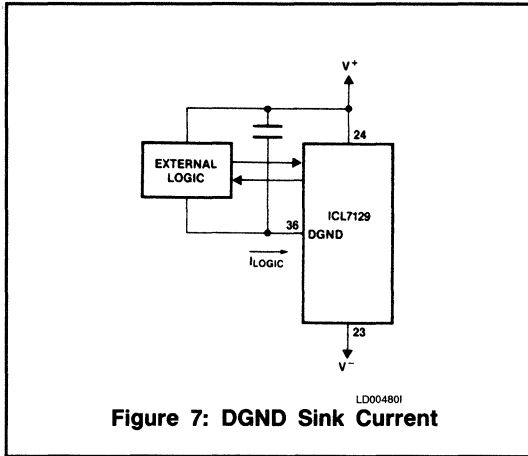 V+
24
EXTERNAL
LOGIC
ICL7129
36
DGND
ILOGIC
23
V−
LD00480I
Figure 7: DGND Sink Current